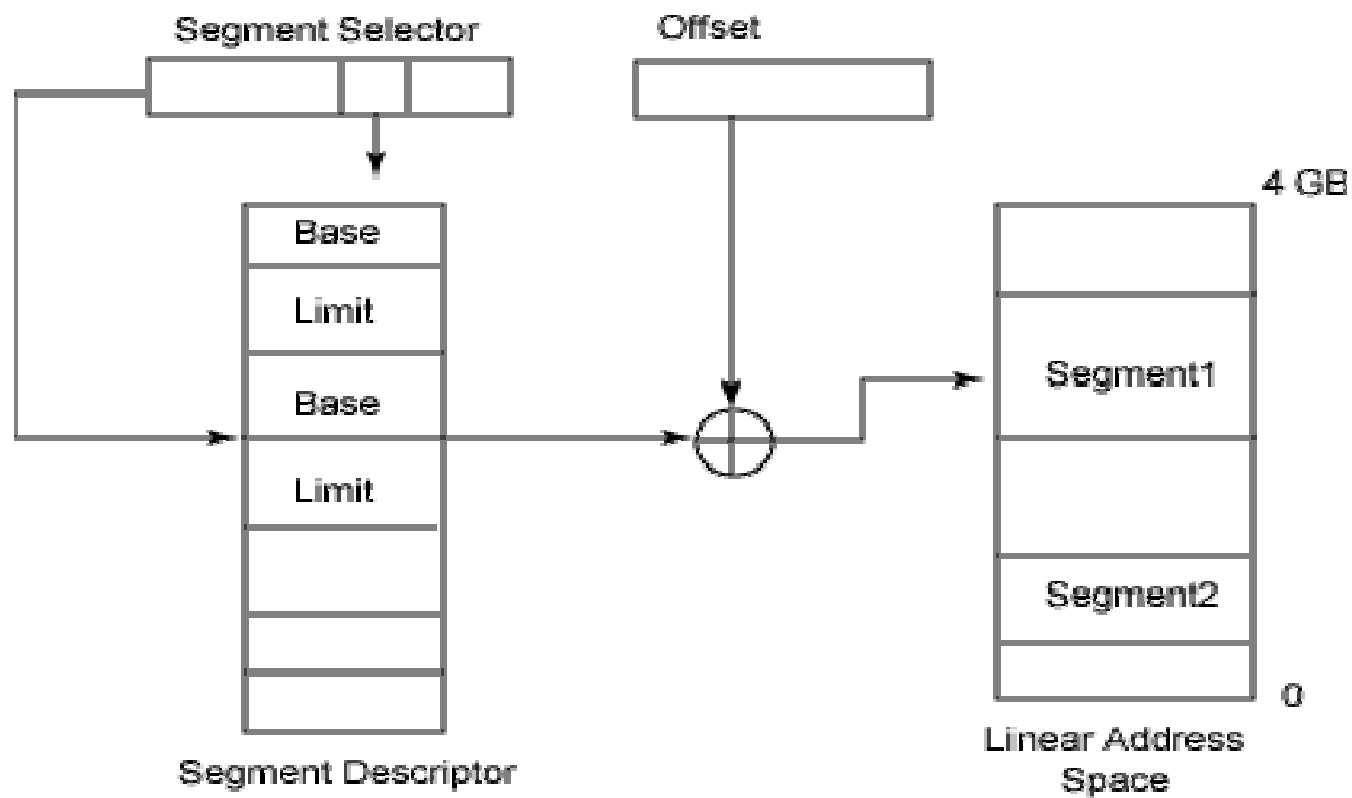 Segment Selector
Offset
4 GB
Base
Limit
Base
Limit
Segment1
Segment2
0
Linear Address
Space
Segment Descriptor